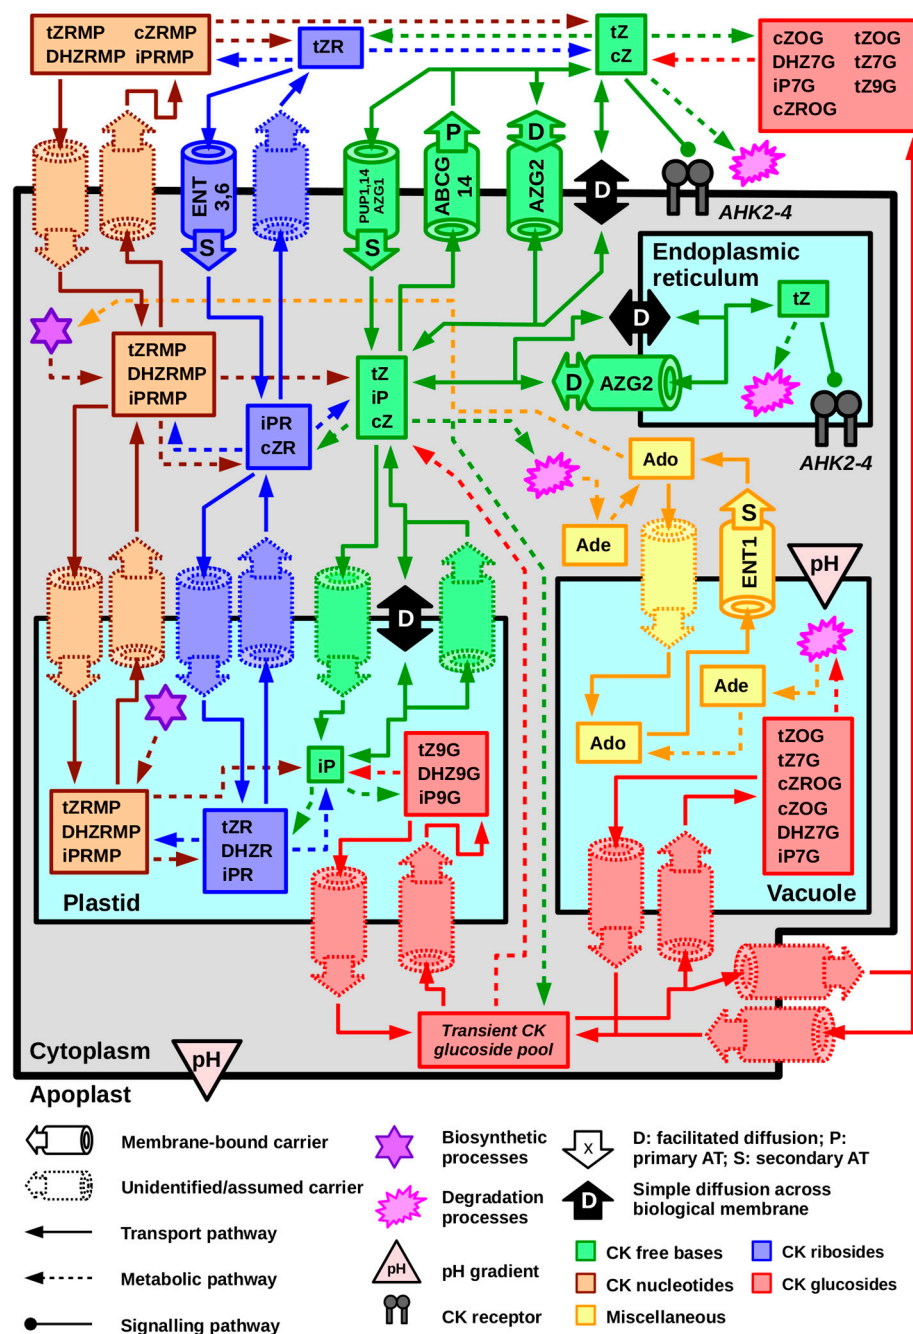 tZRMP cZRMP
DHZRMP iPRMP
tZR
tZ
cZ
cZOG tZOG
DHZ7G tZ7G
iP7G tZ9G
cZROG
ENT
3,6
S
PUP1,14
AZG1
S
P
ABCG
14
D
AZG2
D
AHK2-4
Endoplasmic
reticulum
D
tZ
D
AZG2
AHK2-4
tZRMP
DHZRMP
iPRMP
tZ
iP
cZ
iPR
cZR
Ado
Ade
S
ENT1
pH
D
Ade
Ado
tZOG
tZ7G
cZROG
cZOG
DHZ7G
iP7G
Vacuole
iP
tZ9G
DHZ9G
iP9G
tZRMP
DHZRMP
iPRMP
tZR
DHZR
iPR
Plastid
Transient CK
glucoside pool
Cytoplasm
pH
Apoplast
Membrane-bound carrier
Unidentified/assumed carrier
Transport pathway
Metabolic pathway
Signalling pathway
Biosynthetic
processes
Degradation
processes
pH
pH gradient
CK receptor
X
D: facilitated diffusion; P:
primary AT; S: secondary AT
D
Simple diffusion across
biological membrane
CK free bases
CK ribosides
CK nucleotides
CK glucosides
Miscellaneous